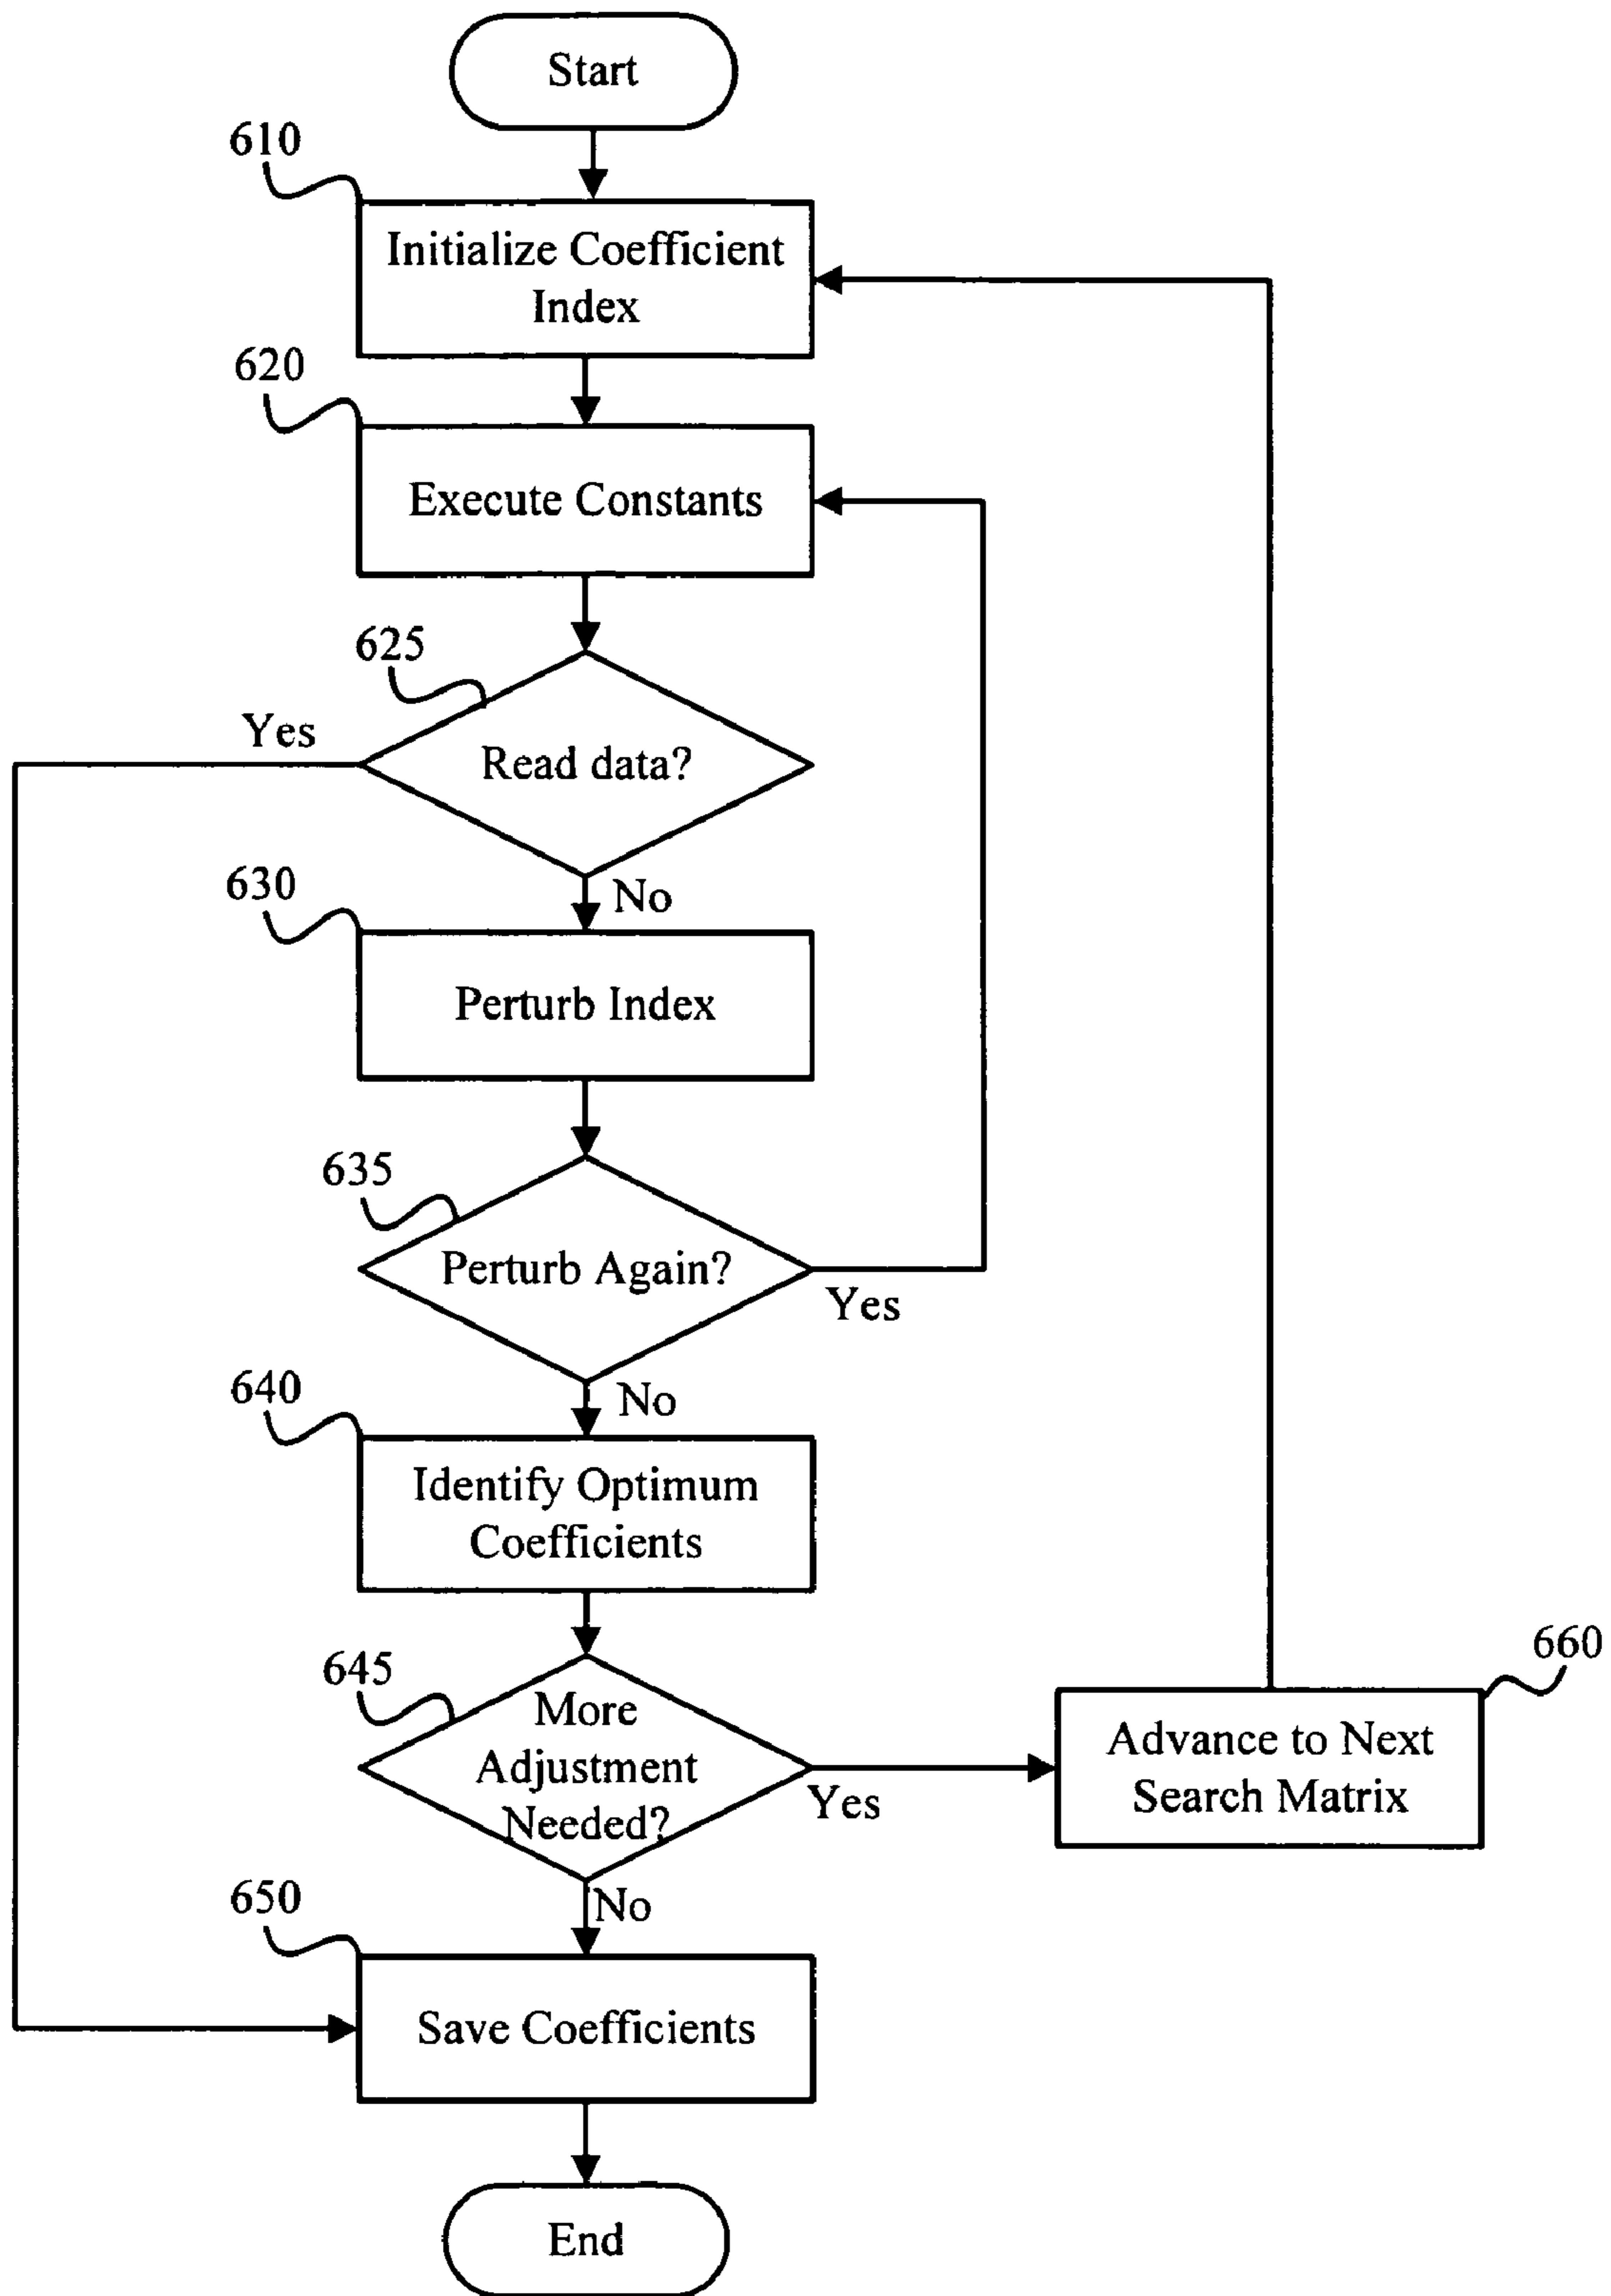 Start
610
Initialize Coefficient
Index
620
Execute Constants
625
Yes
Read data?
630
No
Perturb Index
635
Perturb Again?
Yes
640
No
Identify Optimum
Coefficients
645
More
Adjustment
Needed?
Yes
660
Advance to Next
Search Matrix
650
No
Save Coefficients
End